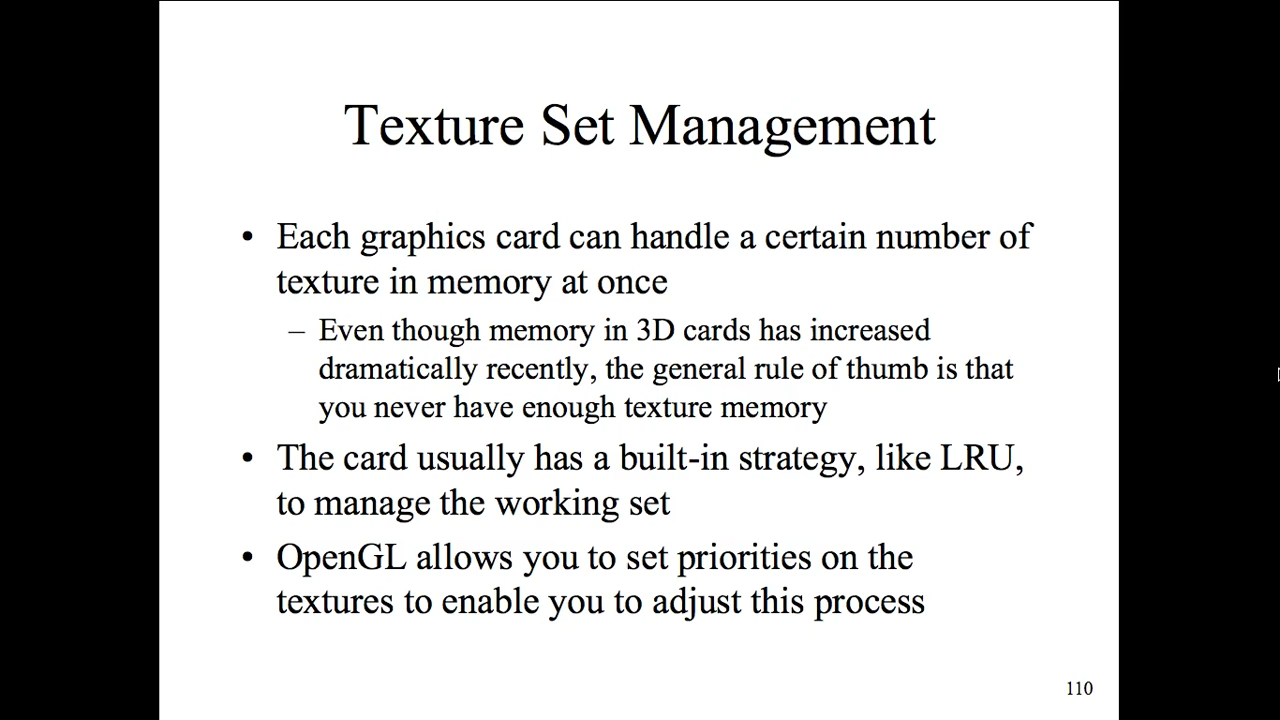 Texture Set Management
• Each graphics card can handle a certain number of
texture in memory at once
– Even though memory in 3D cards has increased
dramatically recently, the general rule of thumb is that
you never have enough texture memory
• The card usually has a built-in strategy, like LRU,
to manage the working set
• OpenGL allows you to set priorities on the
textures to enable you to adjust this process
110